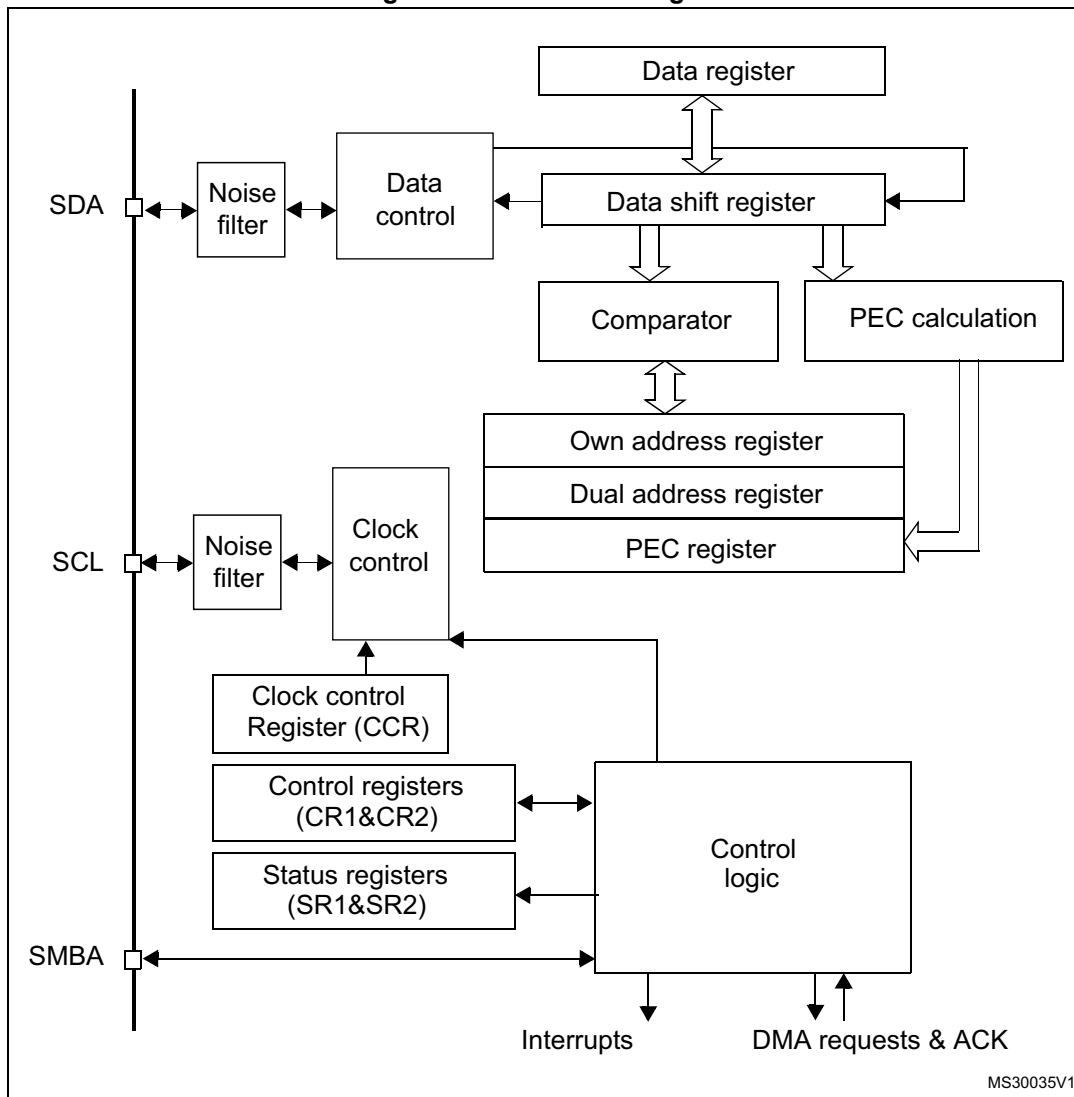 Data register
SDA
Noise
filter
Data
control
Data shift register
Comparator
PEC calculation
Own address register
Dual address register
PEC register
SCL
Noise
filter
Clock
control
Clock control
Register (CCR)
Control registers
(CR1&CR2)
Status registers
(SR1&SR2)
Control
logic
SMBA
Interrupts
DMA requests & ACK
MS30035V1